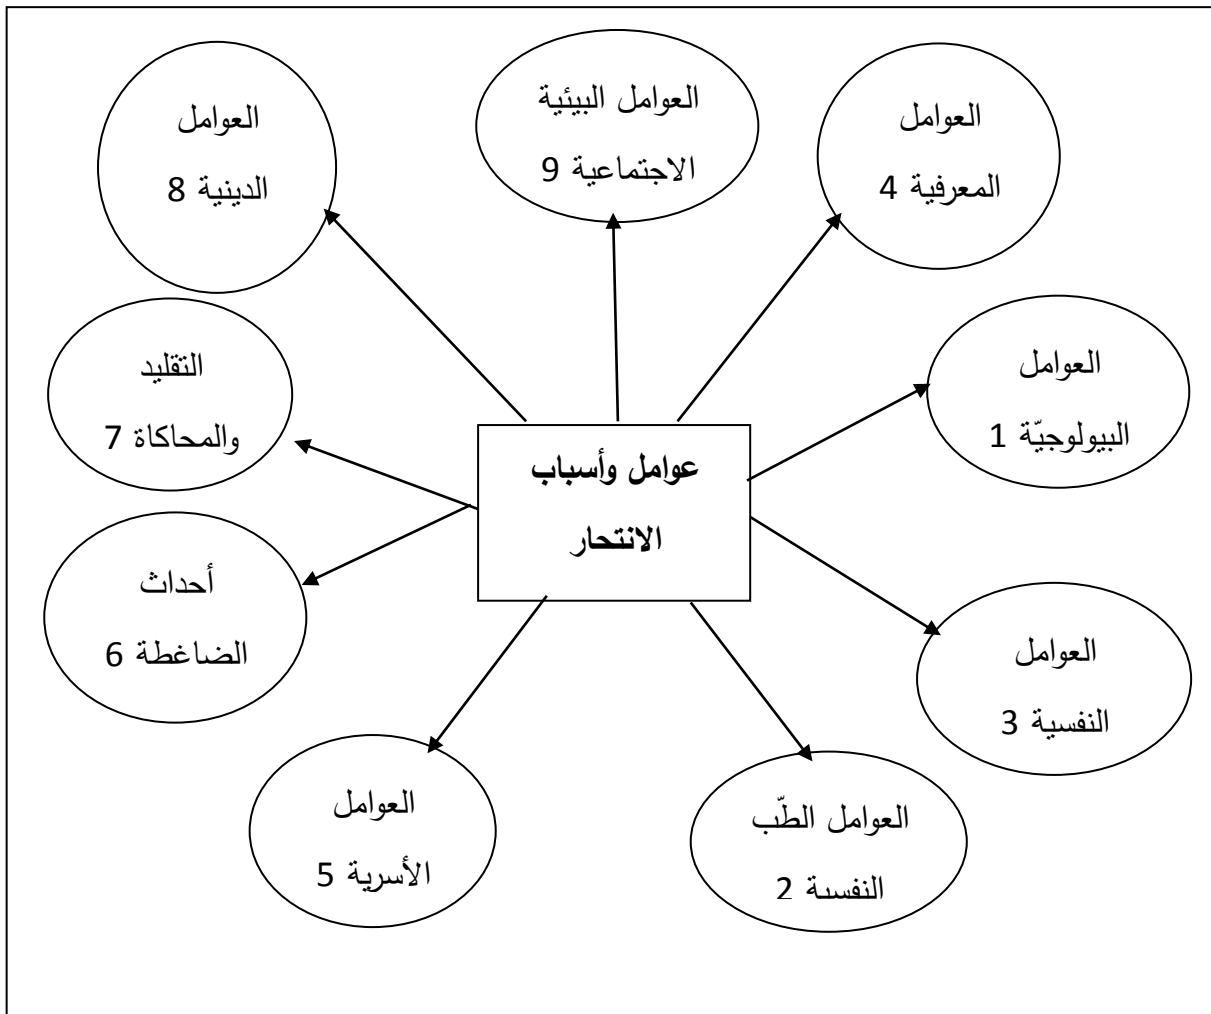 العوامل
الدينية 8
العوامل البيئية
الاجتماعية 9
العوامل
المعرفية 4
التقليد
والمحاكاة 7
العوامل
البيولوجيّة 1
عوامل وأسباب
الانتحار
أحداث
الضاغطة 6
العوامل
النفسية 3
العوامل
الأسرية 5
العوامل الطّب
النفسية 2